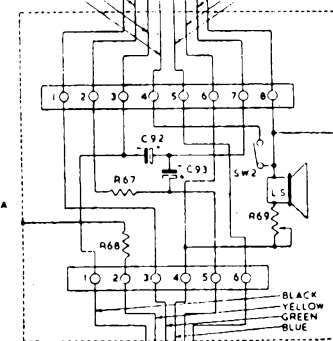 1 2 3 4 5 6 7 8
C92
C93
R67
SW2
LS
A
R69
R68
1 2 3 4 5 6
BLACK
YELLOW
GREEN
BLUE